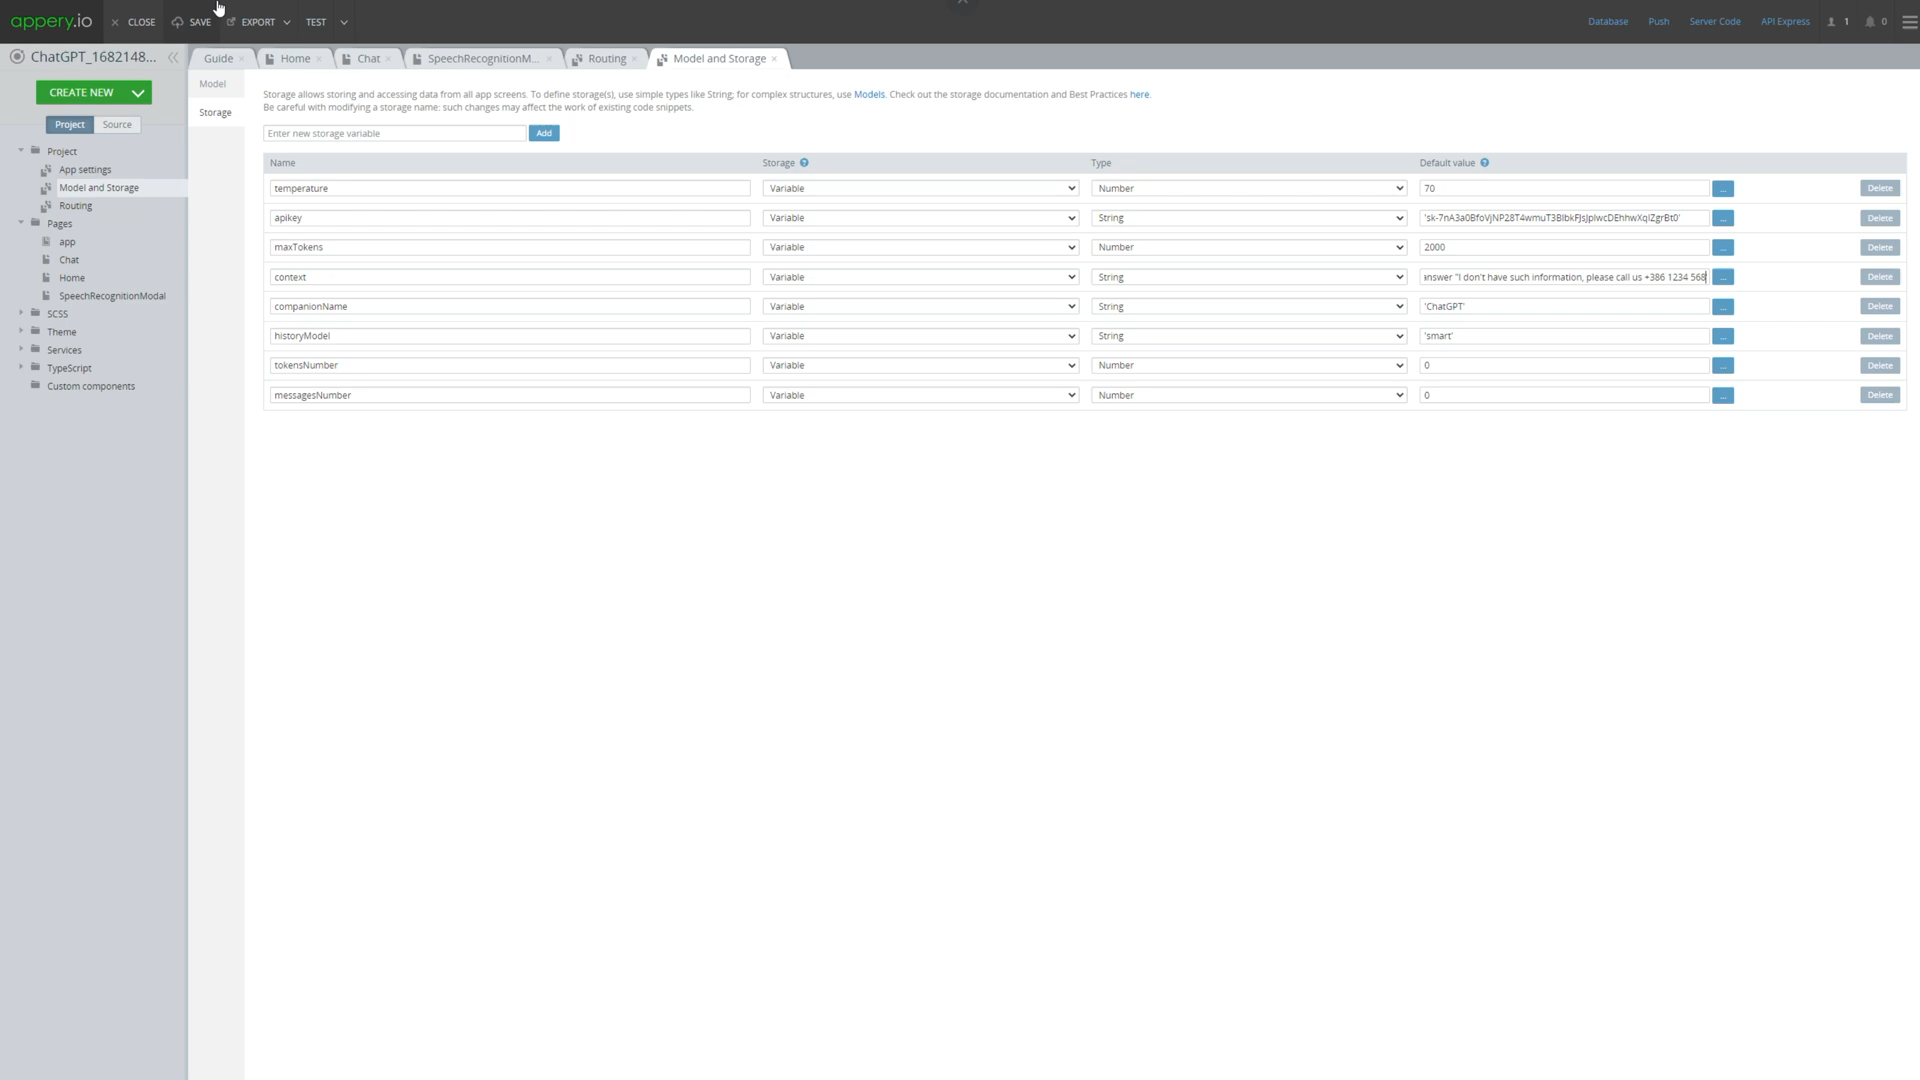 appery.io
CLOSE
SAVE
EXPORT
TEST
Database
Push
Server Code
API Express
1
0
ChatGPT_1682148...
Guide
Home
Chat
SpeechRecognitionM...
Routing
Model and Storage
CREATE NEW
Project
Source
Project
App settings
Model and Storage
Routing
Pages
app
Chat
Home
SpeechRecognitionModal
SCSS
Theme
Services
TypeScript
Custom components
Model
Storage
Storage allows storing and accessing data from all app screens. To define storage(s), use simple types like String; for complex structures, use Models. Check out the storage documentation and Best Practices here.
Be careful with modifying a storage name: such changes may affect the work of existing code snippets.
Enter new storage variable
Add
Name Storage ? Type Default value ?
temperature Variable Number 70 ... Delete
apikey Variable String ... Delete
maxTokens Variable Number 2000 ... Delete
context Variable String answer "I don't have such information, please call us +386 1234 568 ... Delete
companionName Variable String 'ChatGPT' ... Delete
historyModel Variable String 'smart' ... Delete
tokensNumber Variable Number 0 ... Delete
messagesNumber Variable Number 0 ... Delete